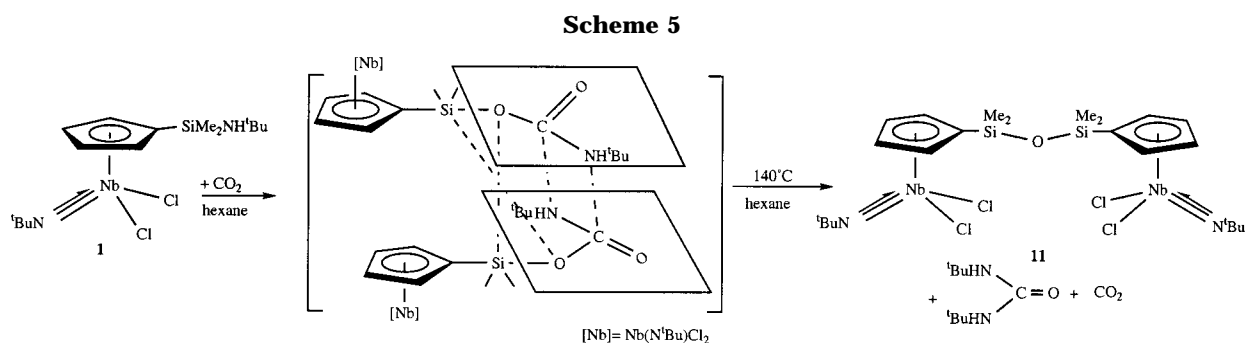 Scheme 5
SiMe₂NHᵗBu
Nb
ᵗBuN
Cl
Cl
1
+ CO₂
hexane
[Nb]
Si
O
C
O
NHᵗBu
ᵗBuHN
C
O
Si
O
[Nb]
[Nb]= Nb(NᵗBu)Cl₂
140°C
hexane
Me₂
Si
O
Me₂
Si
Nb
ᵗBuN
Cl
Cl
Nb
Cl
Cl
NᵗBu
11
+
ᵗBuHN
ᵗBuHN
C=O + CO₂